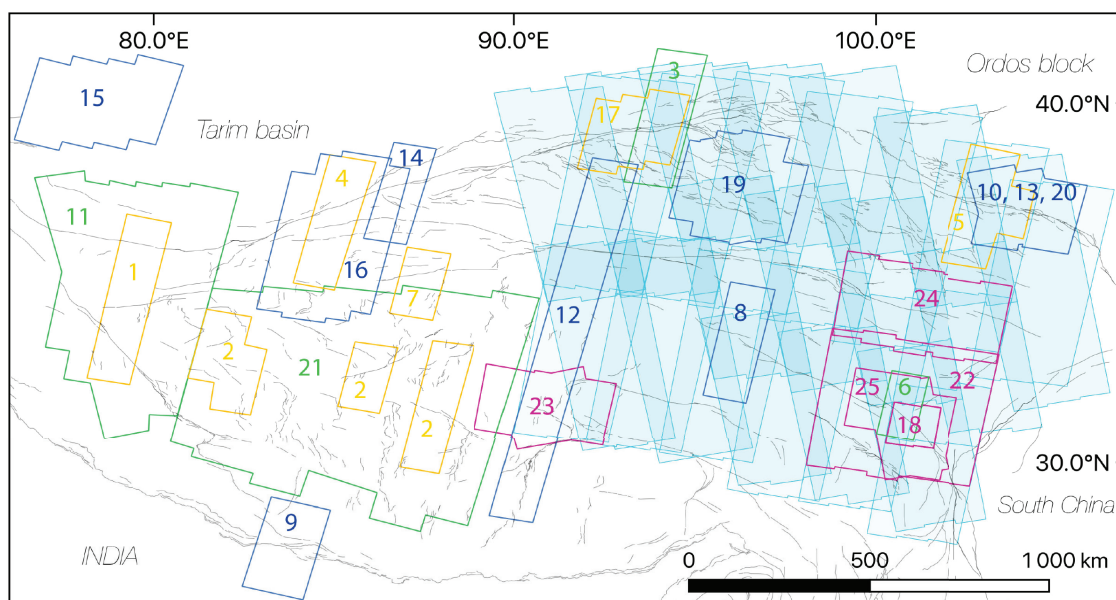 80.0°E
90.0°E
100.0°E
Ordos block
3
15
40.0°N
17
Tarim basin
14
4
19
10, 13, 20
11
5
1
16
7
24
12
8
2
21
2
25
6
22
23
18
2
30.0°N
South China
9
INDIA
0
500
1 000 km